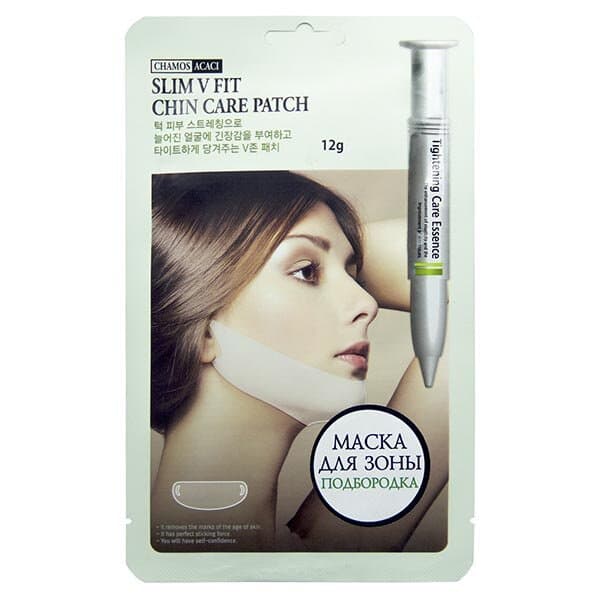 CHAMOS ACACI
SLIM V FIT
CHIN CARE PATCH
턱 피부 스트레칭으로
늘어진 얼굴에 긴장감을 부여하고
타이트하게 당겨주는 V존 패치
12g
Tightening Care Essence
МАСКА
ДЛЯ ЗОНЫ
ПОДБОРОДКА
- It removes the marks of the age of skin.
- It has perfect sticking force
- You will have self-confidence.